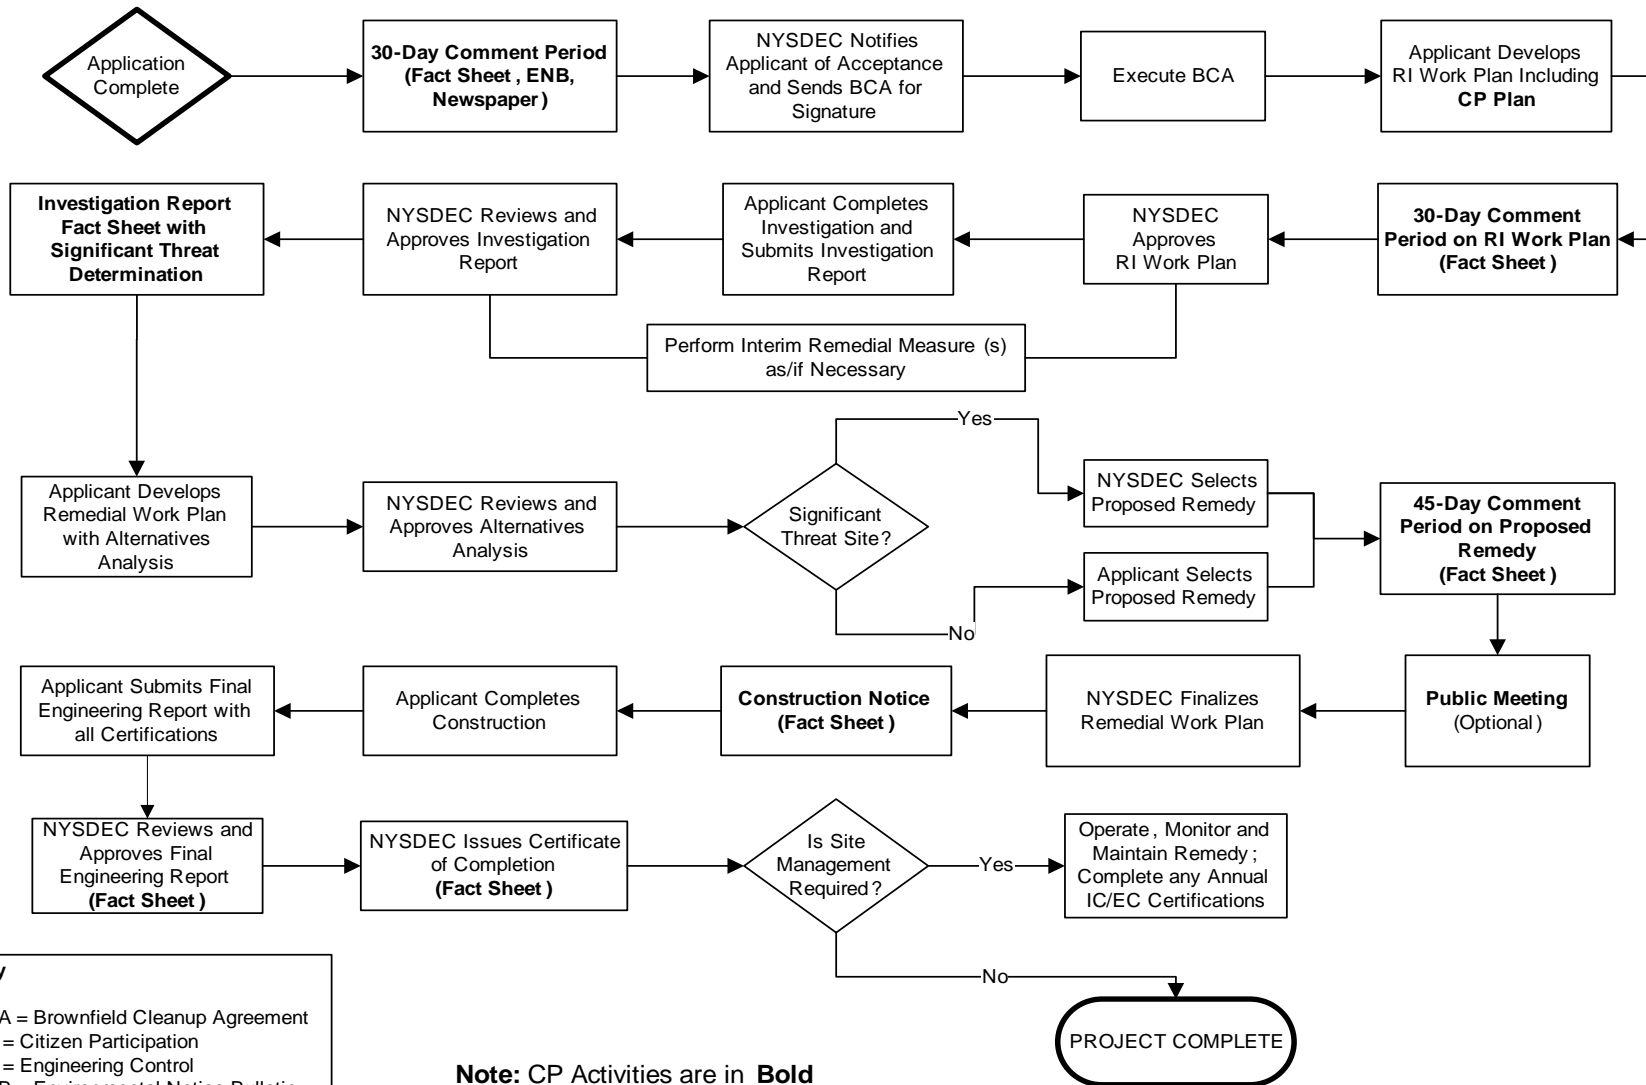 Application
Complete
30-Day Comment Period
(Fact Sheet, ENB,
Newspaper)
NYSDEC Notifies
Applicant of Acceptance
and Sends BCA for
Signature
Execute BCA
Applicant Develops
RI Work Plan Including
CP Plan
Investigation Report
Fact Sheet with
Significant Threat
Determination
NYSDEC Reviews and
Approves Investigation
Report
Applicant Completes
Investigation and
Submits Investigation
Report
NYSDEC
Approves
RI Work Plan
30-Day Comment
Period on RI Work Plan
(Fact Sheet)
Perform Interim Remedial Measure (s)
as/if Necessary
Yes
Applicant Develops
Remedial Work Plan
with Alternatives
Analysis
NYSDEC Reviews and
Approves Alternatives
Analysis
Significant
Threat Site?
NYSDEC Selects
Proposed Remedy
Applicant Selects
Proposed Remedy
45-Day Comment
Period on Proposed
Remedy
(Fact Sheet)
No
Applicant Submits Final
Engineering Report with
all Certifications
Applicant Completes
Construction
Construction Notice
(Fact Sheet)
NYSDEC Finalizes
Remedial Work Plan
Public Meeting
(Optional)
NYSDEC Reviews and
Approves Final
Engineering Report
(Fact Sheet)
NYSDEC Issues Certificate
of Completion
(Fact Sheet)
Is Site
Management
Required?
Yes
Operate, Monitor and
Maintain Remedy;
Complete any Annual
IC/EC Certifications
No
PROJECT COMPLETE
y
A = Brownfield Cleanup Agreement
= Citizen Participation
= Engineering Control
Note: CP Activities are in Bold